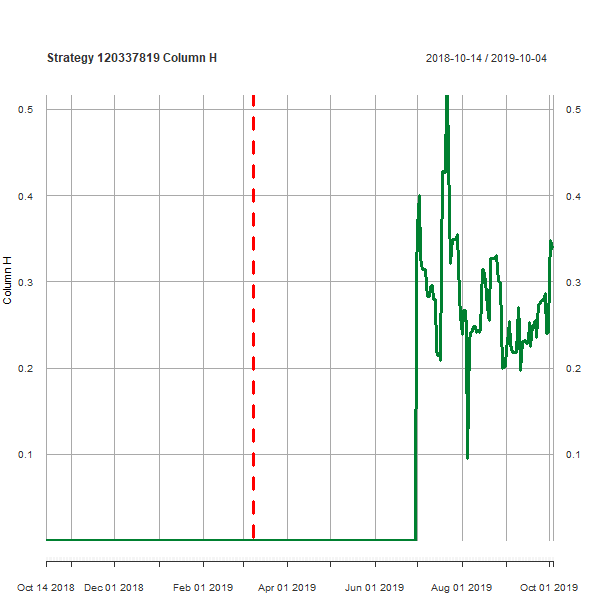 Strategy 120337819 Column H
2018-10-14 / 2019-10-04
0.5 0.5
0.4 0.4
0.3 0.3
0.2 0.2
0.1 0.1
Column H
Oct 14 2018 Dec 01 2018 Feb 01 2019 Apr 01 2019 Jun 01 2019 Aug 01 2019 Oct 01 2019